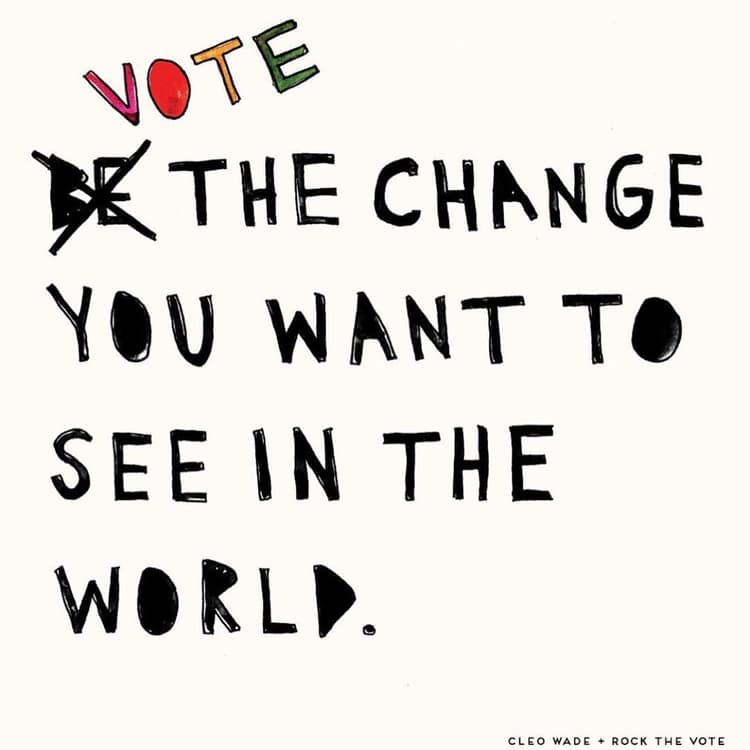 VOTE
BE THE CHANGE
YOU WANT TO
SEE IN THE
WORLD.
CLEO WADE + ROCK THE VOTE